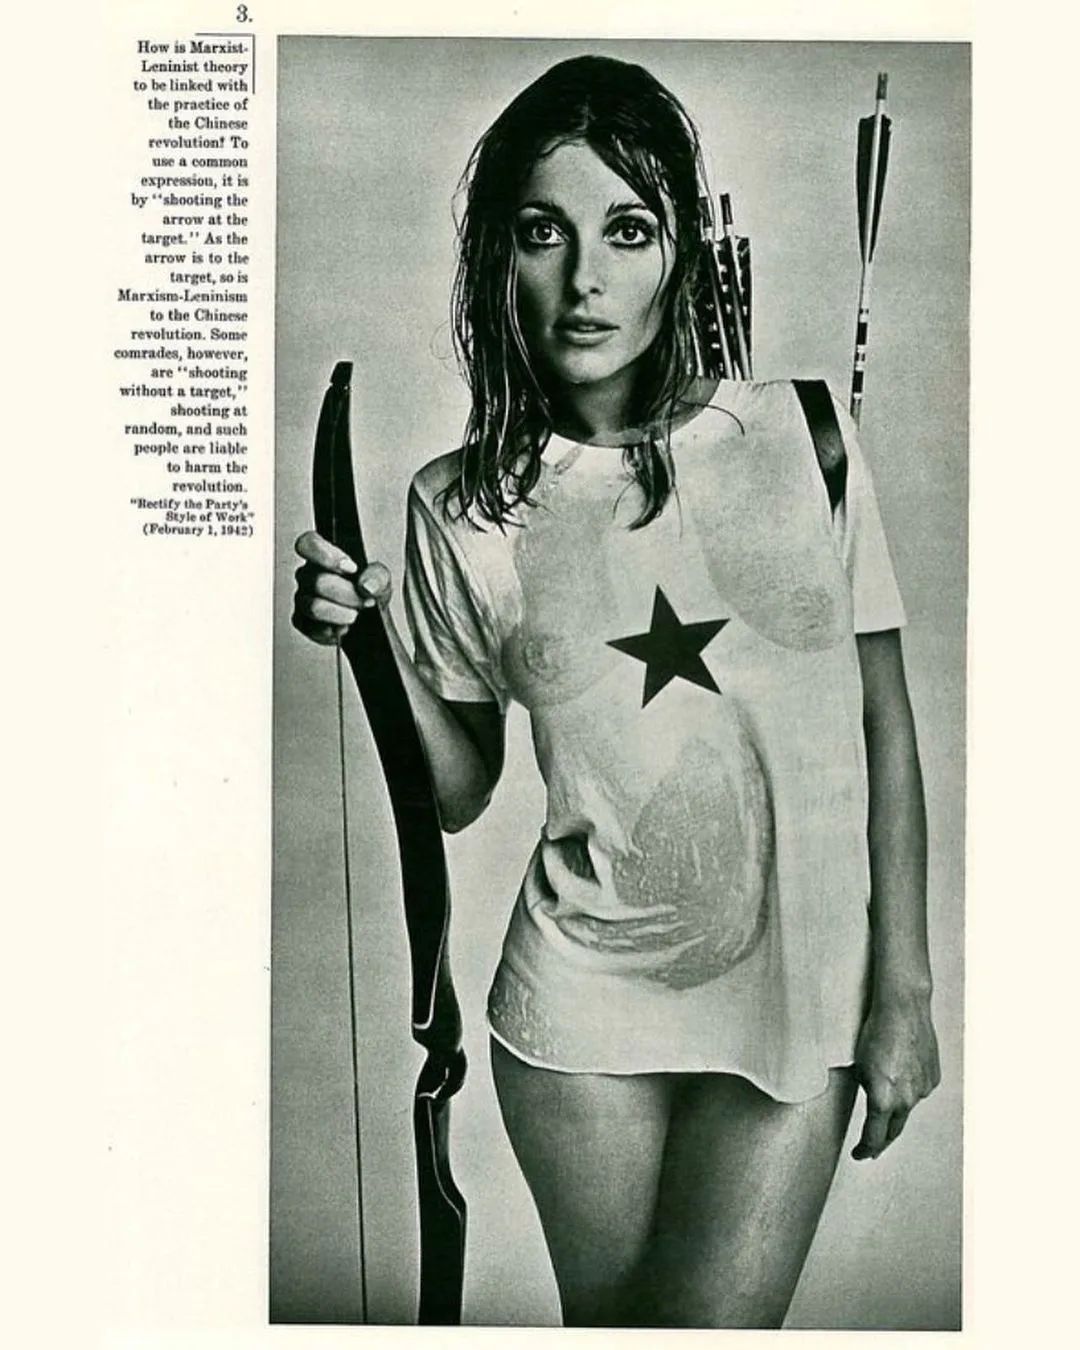 3.
How is Marxist-
Leninist theory
to be linked with
the practice of
the Chinese
revolution? To
use a common
expression, it is
by "shooting the
arrow at the
target." As the
arrow is to the
target, so is
Marxism-Leninism
to the Chinese
revolution. Some
comrades, however,
are "shooting
without a target,"
shooting at
random, and such
people are liable
to harm the
revolution.
"Rectify the Party's
Style of Work"
(February 1, 1942)